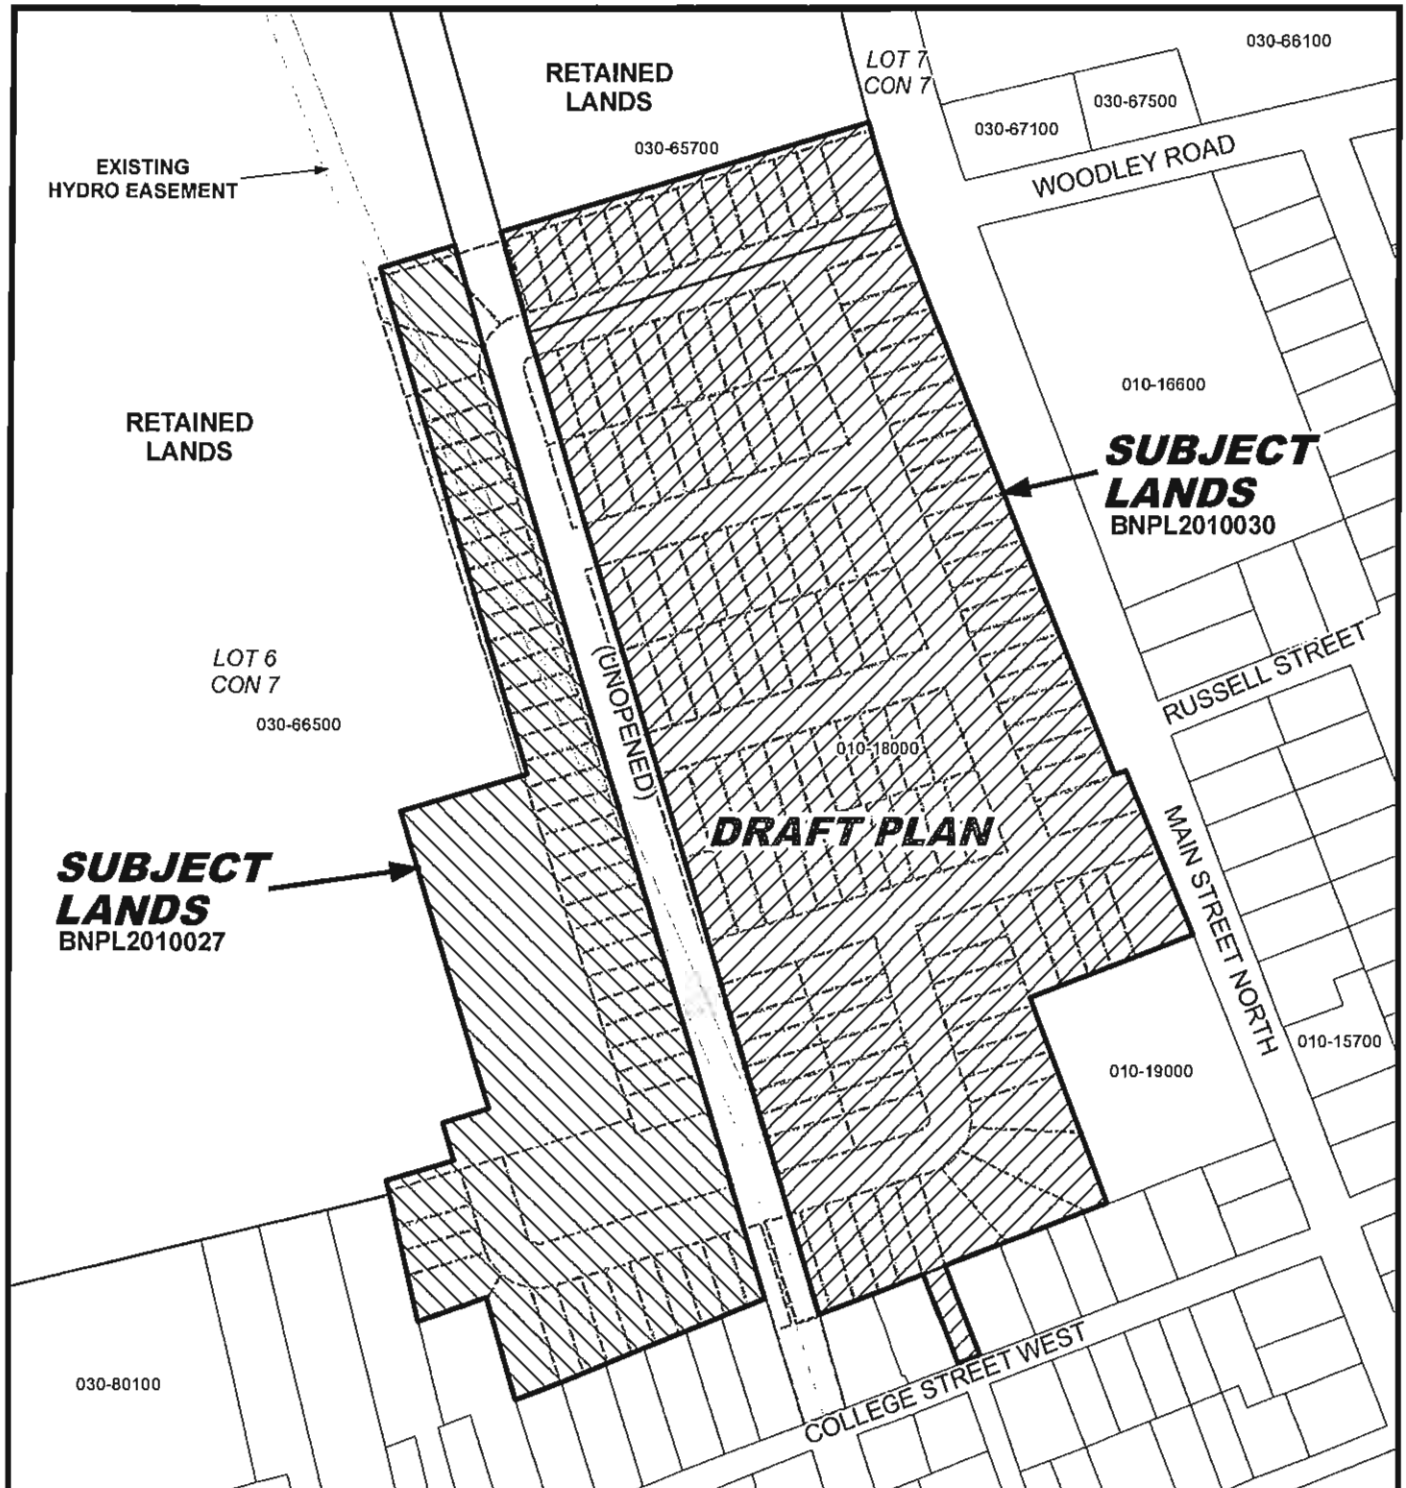 LOT 7
CON 7
030-66100
RETAINED
LANDS
030-67500
030-67100
030-65700
WOODLEY ROAD
EXISTING
HYDRO EASEMENT
010-16600
RETAINED
LANDS
SUBJECT
LANDS
BNPL2010030
LOT 6
CON 7
030-66500
(UNOPENED)
RUSSELL STREET
010-18000
DRAFT PLAN
MAIN STREET NORTH
SUBJECT
LANDS
BNPL2010027
010-15700
010-19000
030-80100
COLLEGE STREET WEST